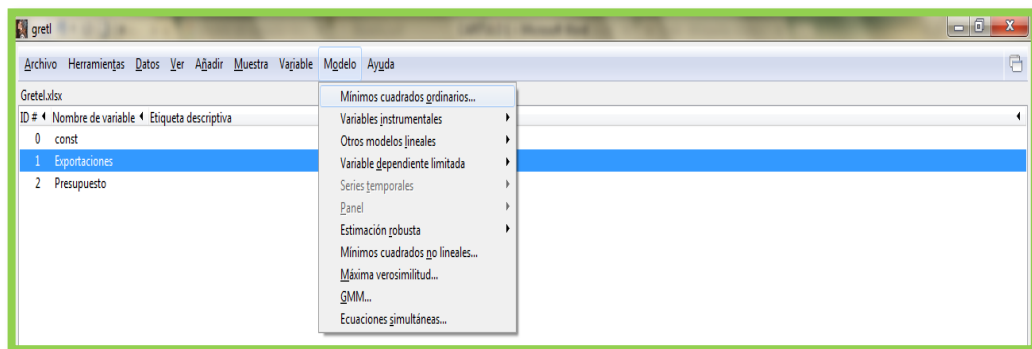 gretl
Archivo Herramientas Datos Ver Añadir Muestra Variable Modelo Ayuda
Gretel.xlsx
ID # Nombre de variable Etiqueta descriptiva
0 const
1 Exportaciones
2 Presupuesto
Mínimos cuadrados ordinarios...
Variables instrumentales
Otros modelos lineales
Variable dependiente limitada
Series temporales
Panel
Estimación robusta
Mínimos cuadrados no lineales...
Máxima verosimilitud...
GMM...
Ecuaciones simultáneas...